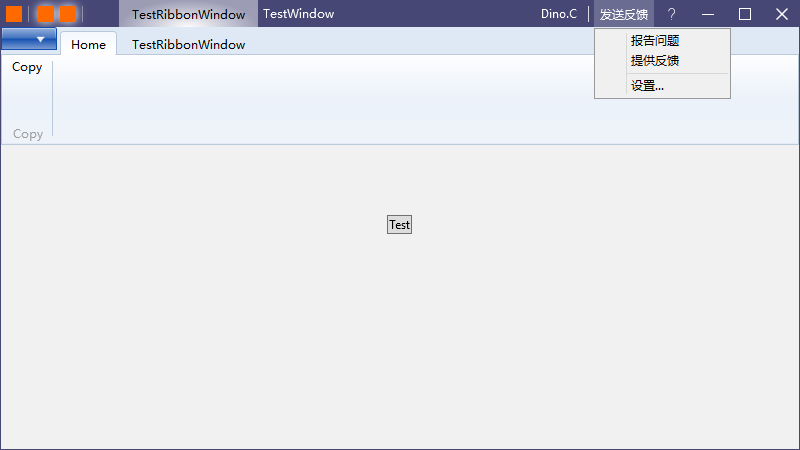 TestRibbonWindow TestWindow Dino.C 发送反馈 ?
Home TestRibbonWindow
报告问题
提供反馈
设置...
Copy
Copy
Test